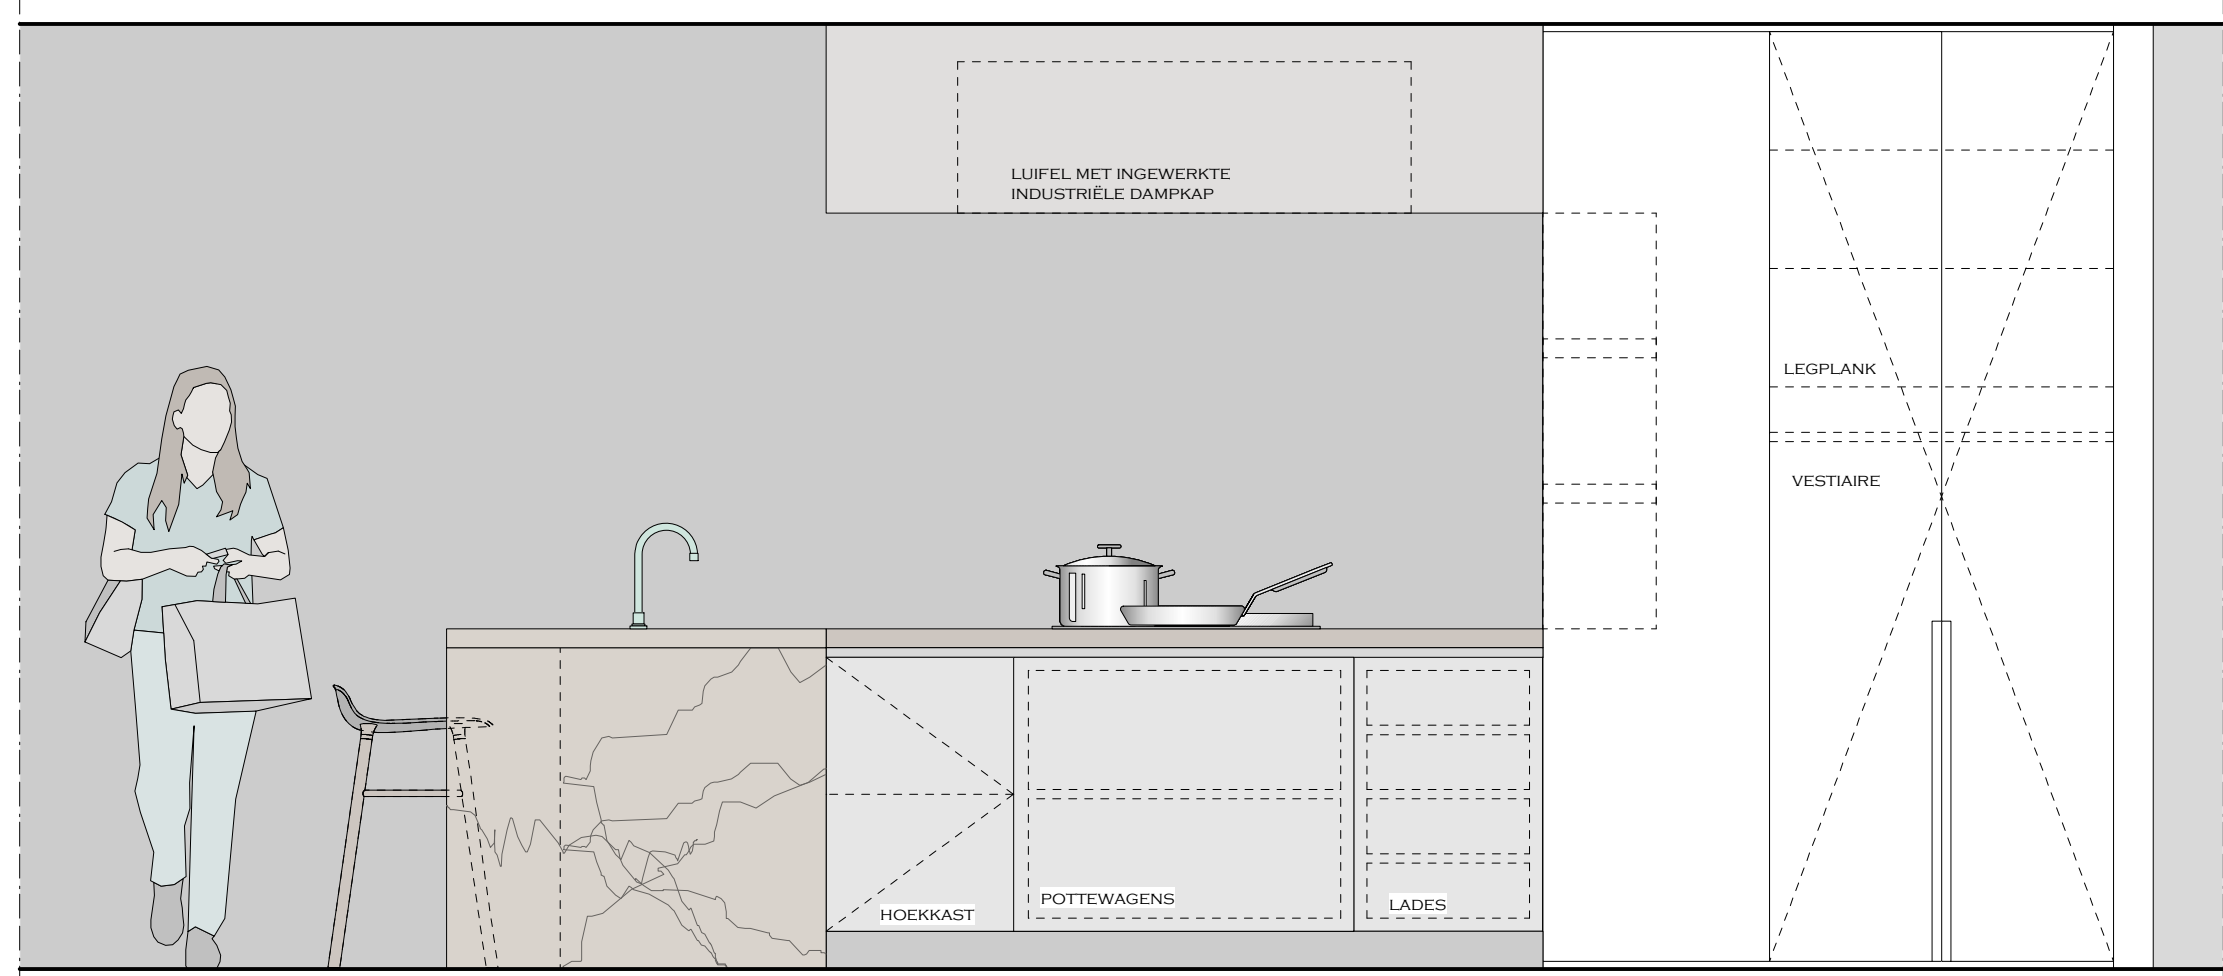 LUIFEL MET INGEWERKTE
INDUSTRIËLE DAMPKAP
LEGPLANK
VESTIAIRE
HOEKKAST
POTTEWAGENS
LADES